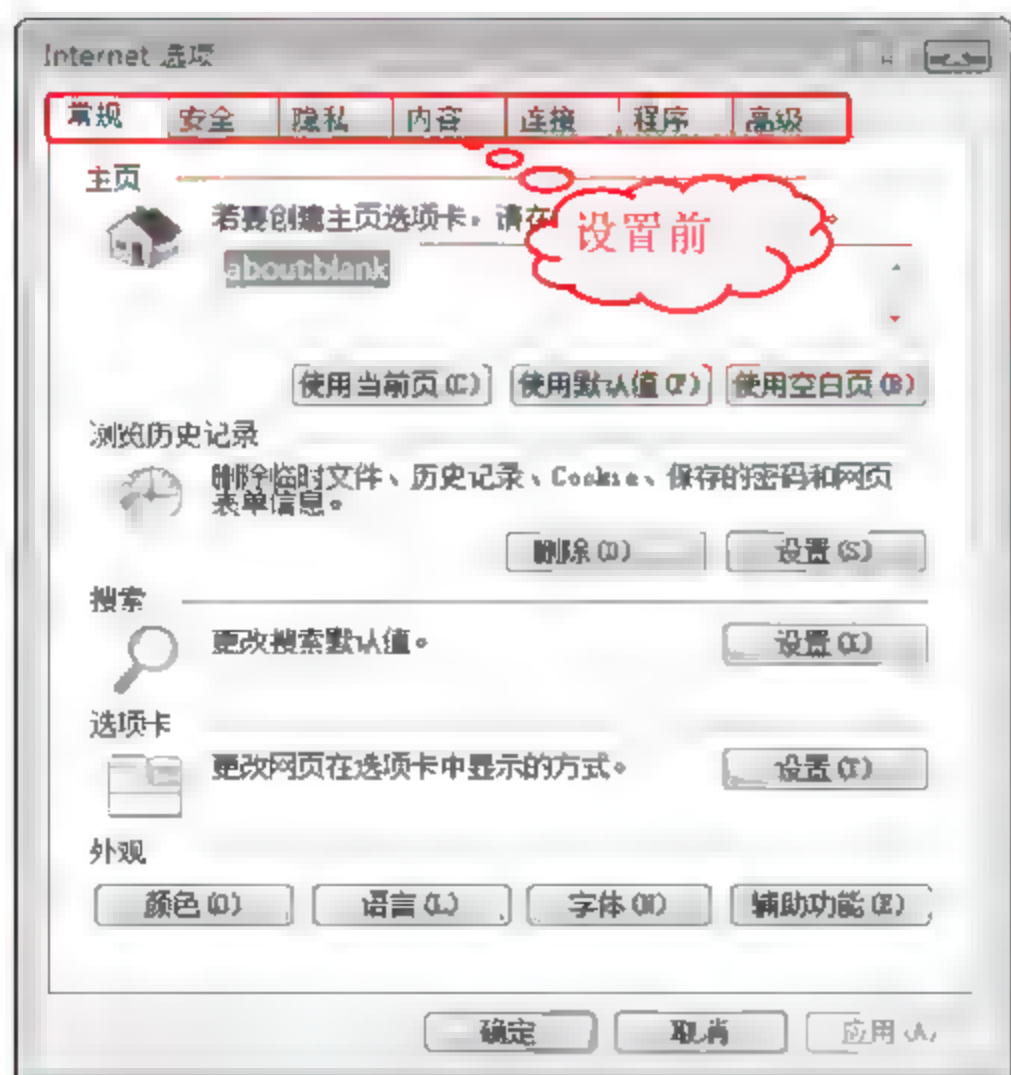 Internet 选项
常规 安全 隐私 内容 连接 程序 高级
主页
若要创建主页选项卡，请在
设置前
about:blank
使用当前页(C) 使用默认值(F) 使用空白页(B)
浏览历史记录
删除临时文件、历史记录、Cookie、保存的密码和网页
表单信息。
删除(D) 设置(S)
搜索
更改搜索默认值。 设置
选项卡
更改网页在选项卡中显示的方式。 设置(T)
外观
颜色(O) 语言(L) 字体(N) 辅助功能(E)
确定 取消 应用(A)